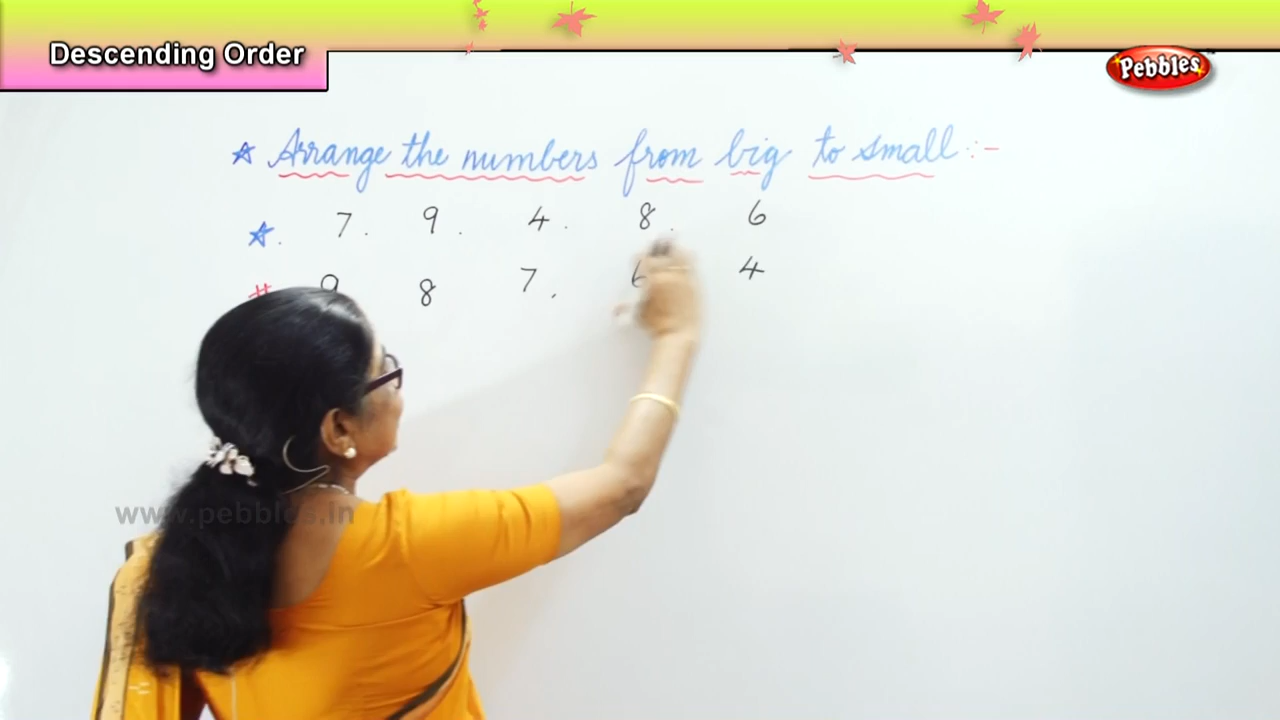 Descending Order
Pebbles
☆ Arrange the numbers from big to small :-
☆. 7. 9. 4. 8. 6
# 9 8 7. 6 4
www.pebbles.in